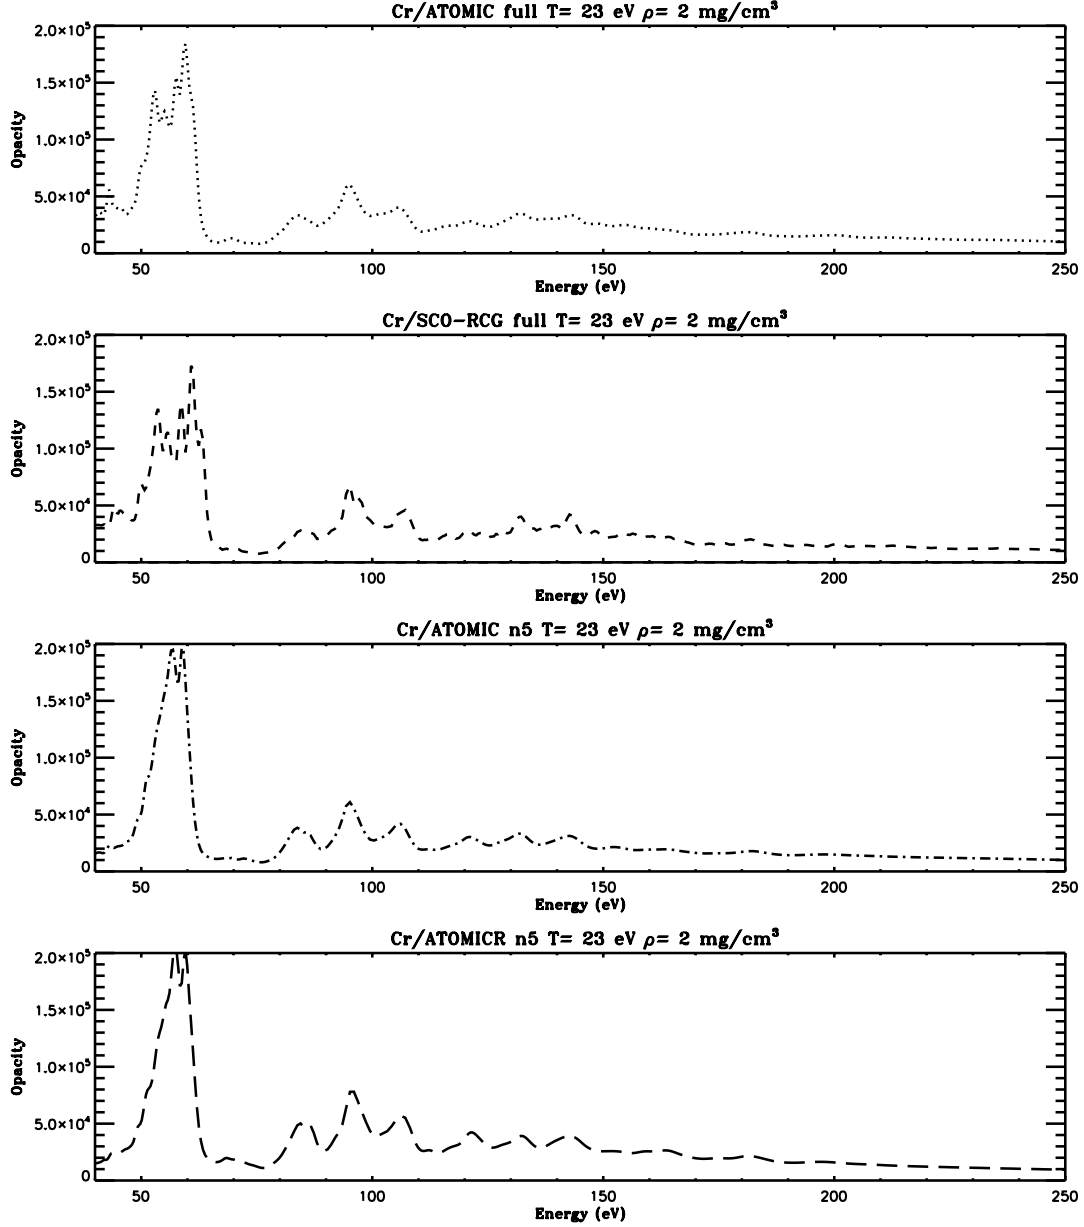 Cr/ATOMIC full T= 23 eV ρ= 2 mg/cm³
2.0×10⁵
1.5×10⁵
1.0×10⁵
5.0×10⁴
0
Opacity
50 100 150 200 250
Energy (eV)
Cr/SCO-RCG full T= 23 eV ρ= 2 mg/cm³
2.0×10⁵
1.5×10⁵
1.0×10⁵
5.0×10⁴
0
Opacity
50 100 150 200 250
Energy (eV)
Cr/ATOMIC n5 T= 23 eV ρ= 2 mg/cm³
2.0×10⁵
1.5×10⁵
1.0×10⁵
5.0×10⁴
0
Opacity
50 100 150 200 250
Energy (eV)
Cr/ATOMICR n5 T= 23 eV ρ= 2 mg/cm³
2.0×10⁵
1.5×10⁵
1.0×10⁵
5.0×10⁴
0
Opacity
50 100 150 200 250
Energy (eV)